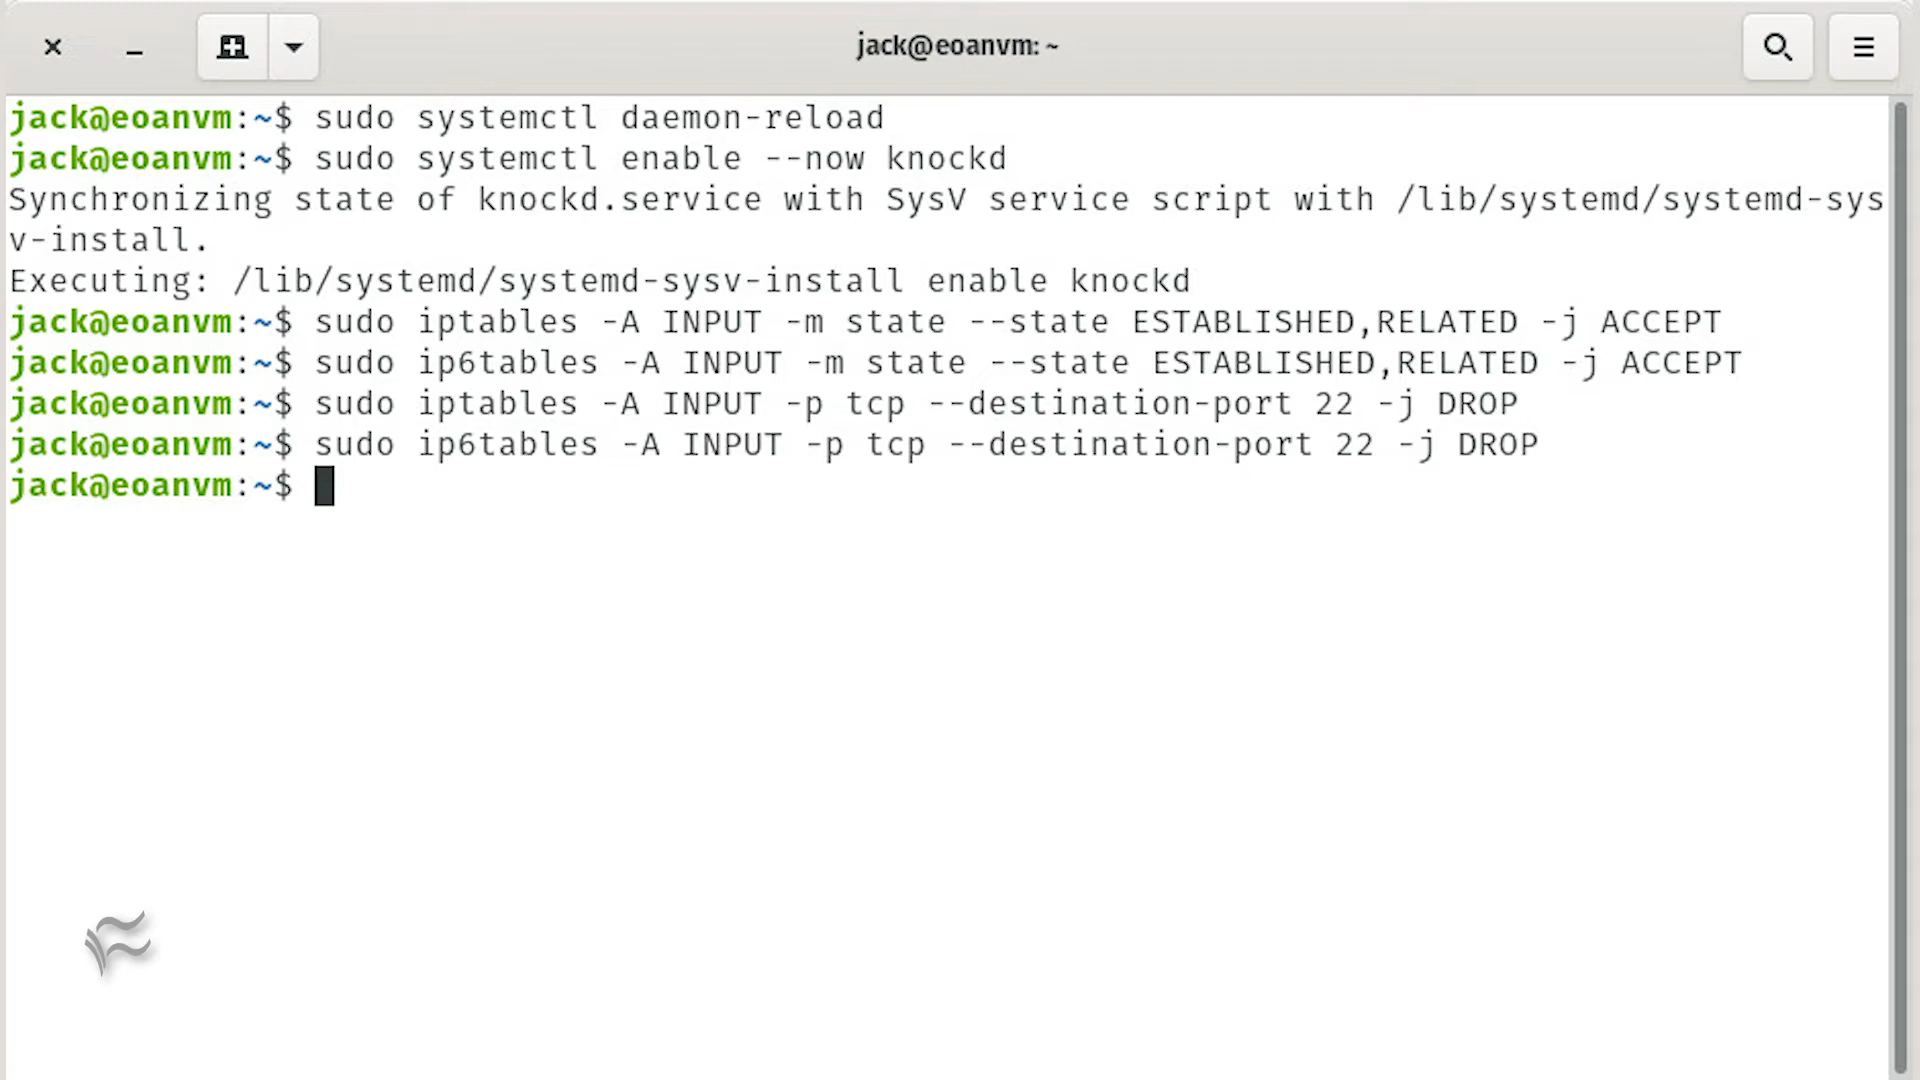 jack@eoanvm: ~
jack@eoanvm:~$ sudo systemctl daemon-reload
jack@eoanvm:~$ sudo systemctl enable --now knockd
Synchronizing state of knockd.service with SysV service script with /lib/systemd/systemd-sys
v-install.
Executing: /lib/systemd/systemd-sysv-install enable knockd
jack@eoanvm:~$ sudo iptables -A INPUT -m state --state ESTABLISHED,RELATED -j ACCEPT
jack@eoanvm:~$ sudo ip6tables -A INPUT -m state --state ESTABLISHED,RELATED -j ACCEPT
jack@eoanvm:~$ sudo iptables -A INPUT -p tcp --destination-port 22 -j DROP
jack@eoanvm:~$ sudo ip6tables -A INPUT -p tcp --destination-port 22 -j DROP
jack@eoanvm:~$